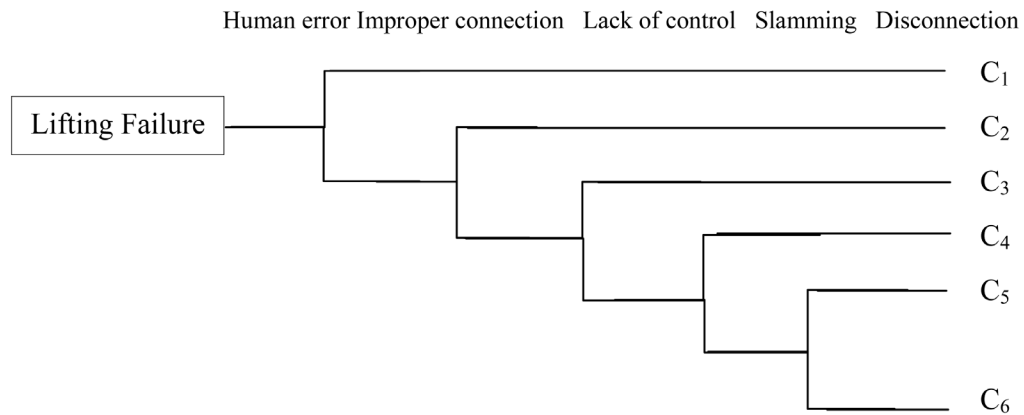 Human error Improper connection Lack of control Slamming Disconnection
C1
Lifting Failure
C2
C3
C4
C5
C6